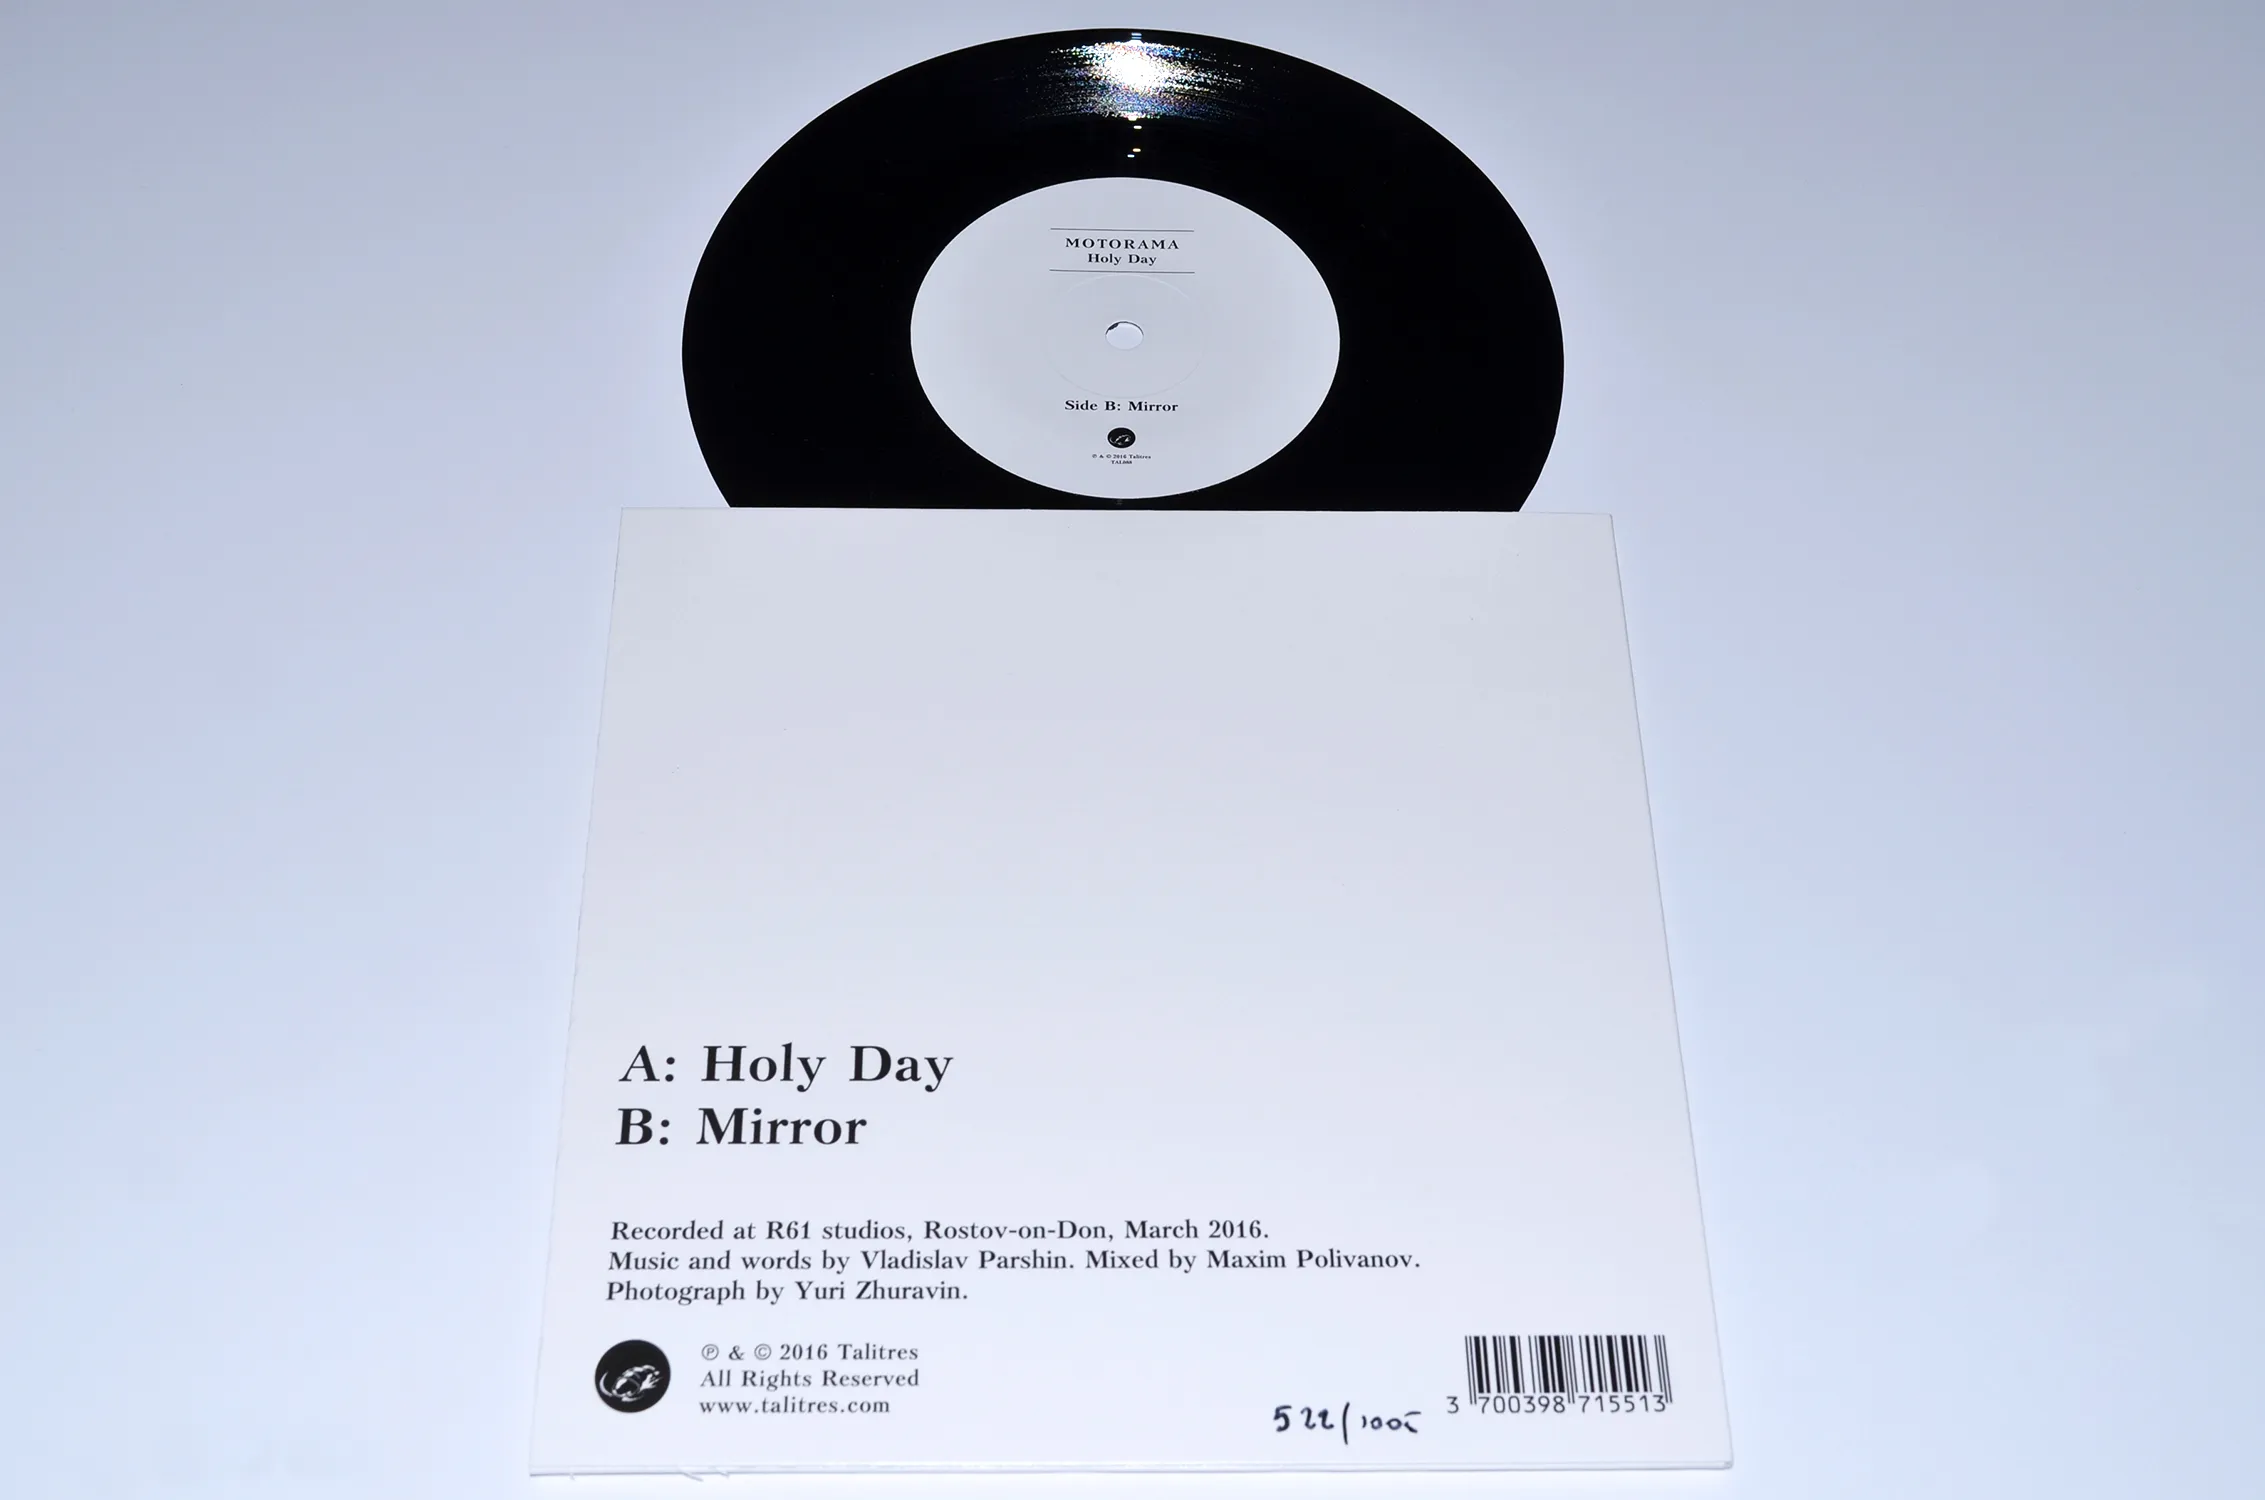 MOTORAMA
Holy Day
Side B: Mirror
℗ & © 2016 Talitres
A: Holy Day
B: Mirror
Recorded at R61 studios, Rostov-on-Don, March 2016.
Music and words by Vladislav Parshin. Mixed by Maxim Polivanov.
Photograph by Yuri Zhuravin.
℗ & © 2016 Talitres
All Rights Reserved
www.talitres.com
522/1005
3 700398 715513